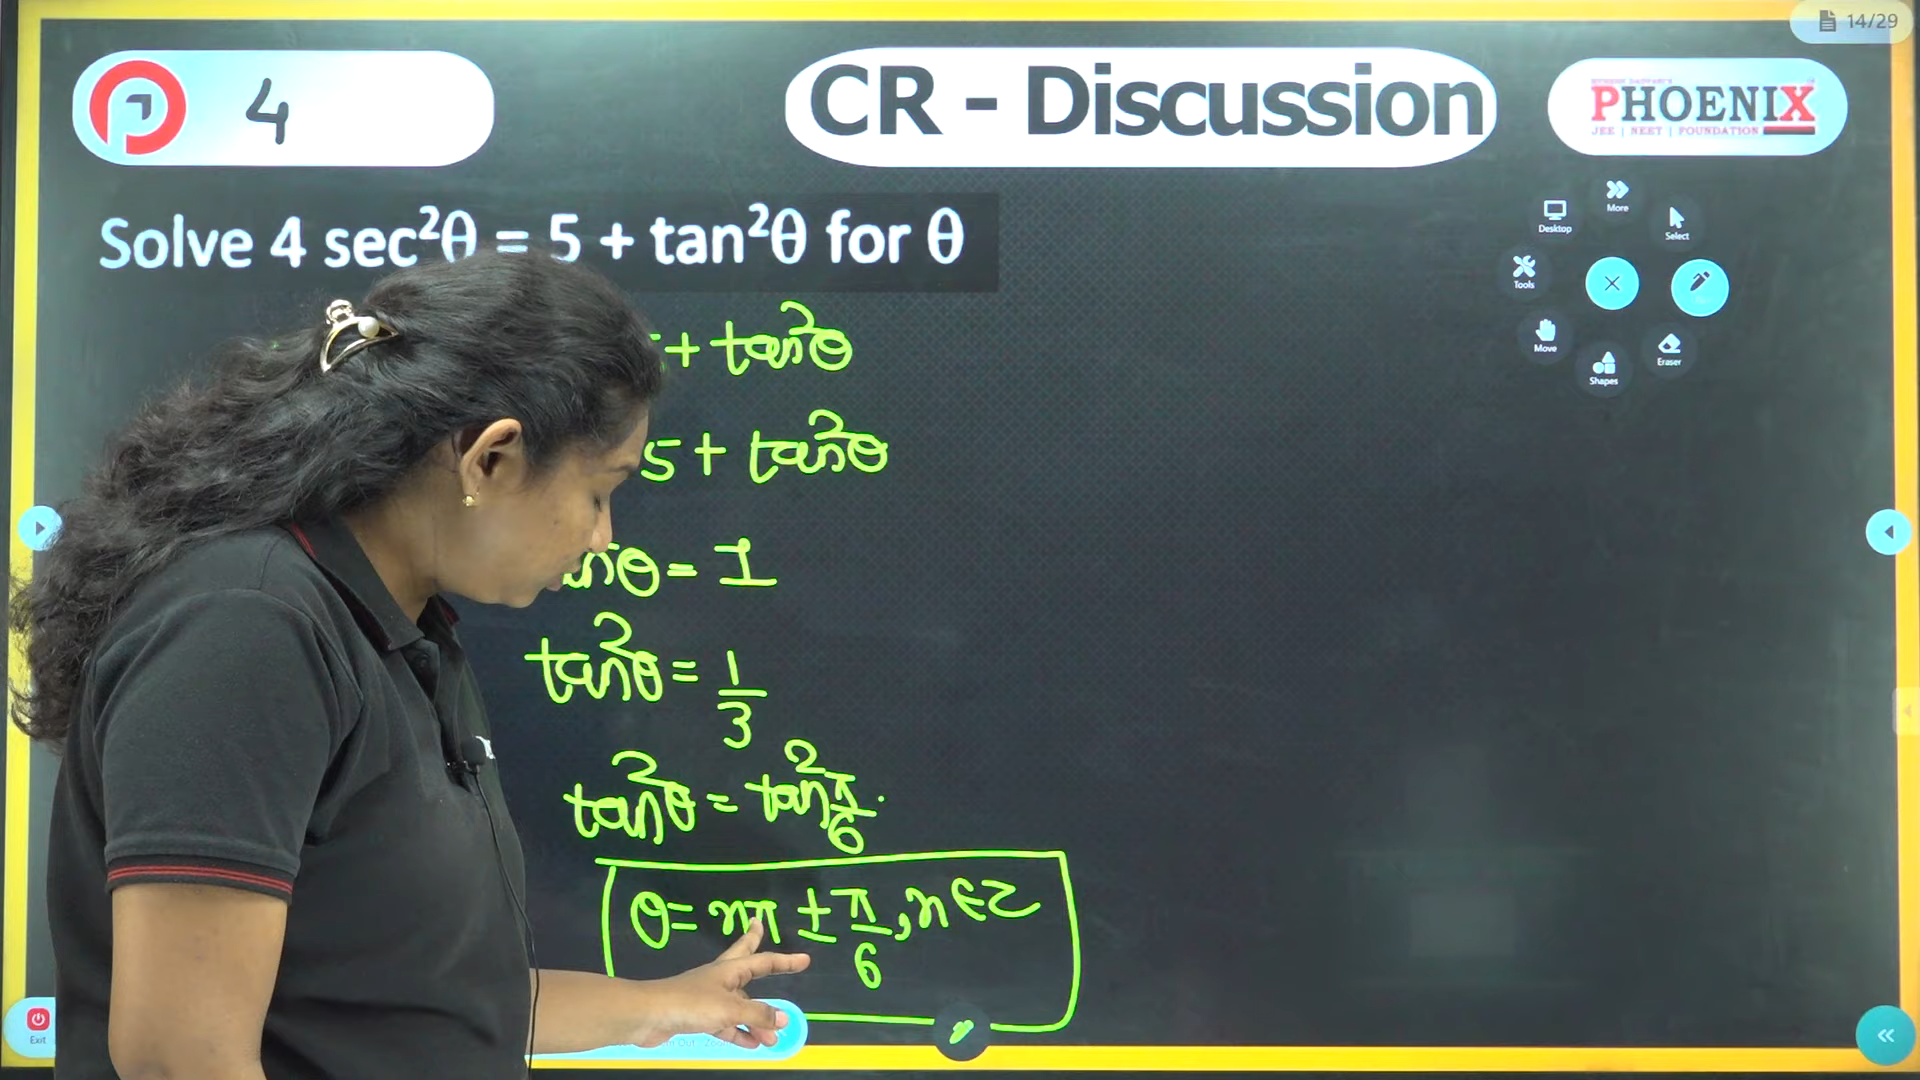 14/29
4
CR - Discussion
PHOENIX
JEE | NEET | FOUNDATION
Solve 4 sec²θ = 5 + tan²θ for θ
More
Desktop
Select
Tools
Move
Eraser
Shapes
+ tan²θ
5 + tan²θ
θ = 1
tan²θ = 1/3
tan²θ = tan²π/6.
θ = nπ ± π/6, n∈Z
Exit